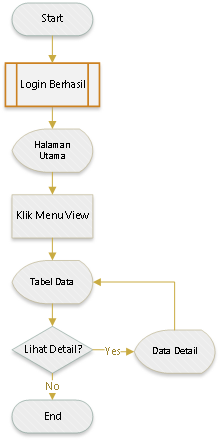 Start
Login Berhasil
Halaman
Utama
Klik Menu View
Tabel Data
Lihat Detail?
Yes
Data Detail
No
End